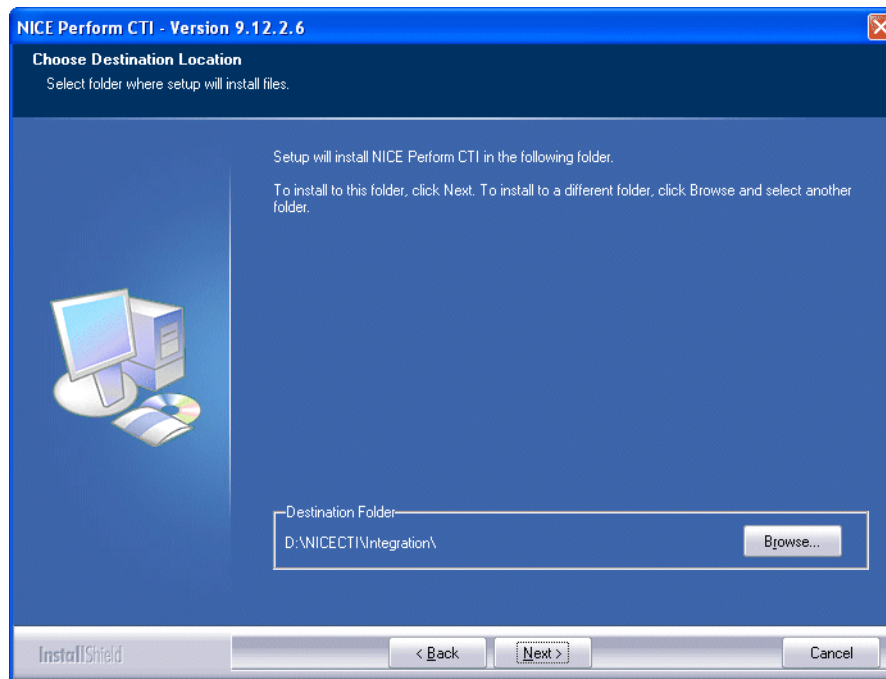 NICE Perform CTI - Version 9.12.2.6
Choose Destination Location
Select folder where setup will install files.
Setup will install NICE Perform CTI in the following folder.
To install to this folder, click Next. To install to a different folder, click Browse and select another
folder.
Destination Folder
D:\NICECTI\Integration\
Browse...
InstallShield
< Back
Next >
Cancel